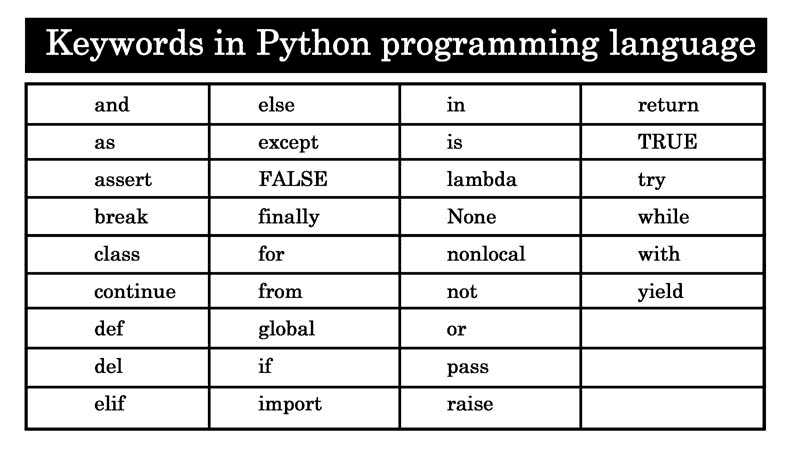 Keywords in Python programming language
and else in return
as except is TRUE
assert FALSE lambda try
break finally None while
class for nonlocal with
continue from not yield
def global or
del if pass
elif import raise